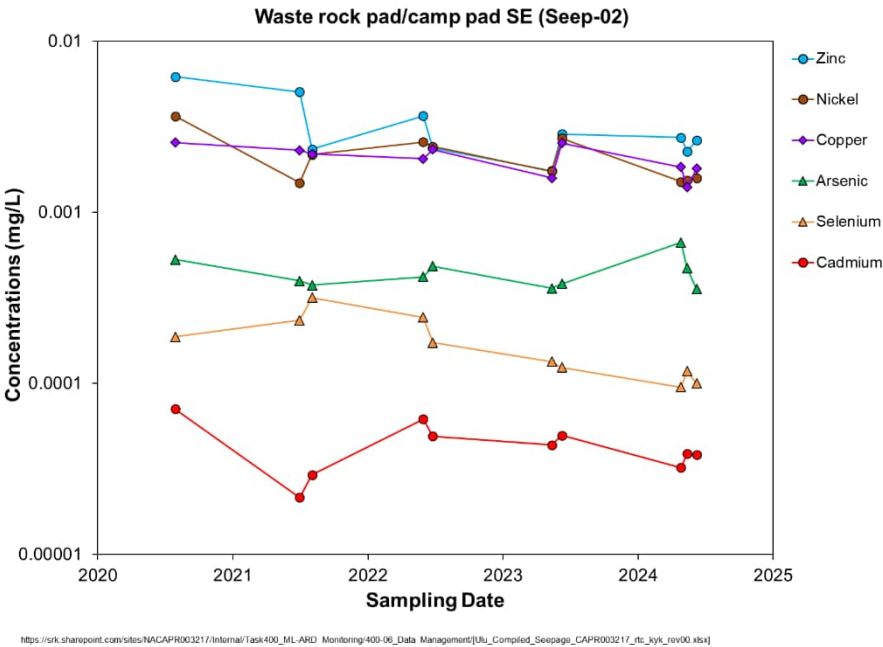 Waste rock pad/camp pad SE (Seep-02)
0.01
0.001
0.0001
0.00001
Concentrations (mg/L)
2020 2021 2022 2023 2024 2025
Sampling Date
Zinc
Nickel
Copper
Arsenic
Selenium
Cadmium
https://srk.sharepoint.com/sites/NACAPR003217/Internal/Task400_ML-ARD Monitoring/400-06_Data Management/[Ulu_Compiled_Seepage_CAPR003217_rtc_kyk_rev00.xlsx]